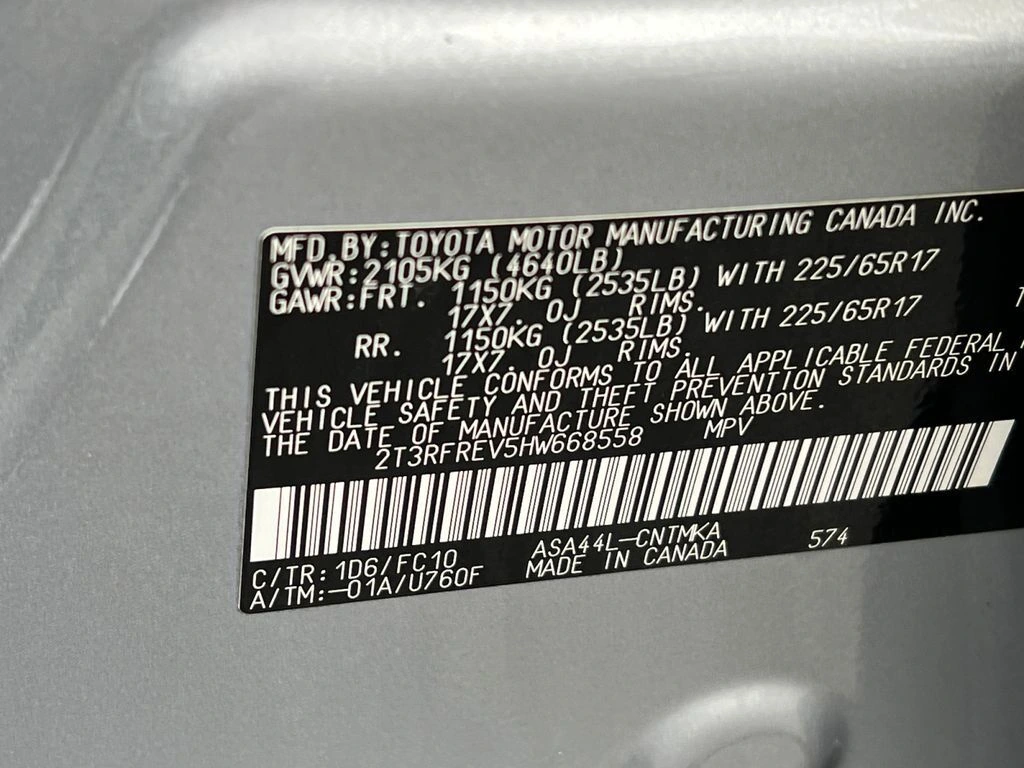 MFD.BY:TOYOTA MOTOR MANUFACTURING CANADA INC.
GVWR:2105KG (4640LB)
GAWR:FRT. 1150KG (2535LB) WITH 225/65R17
17X7. 0J RIMS.
RR. 1150KG (2535LB) WITH 225/65R17
17X7. 0J RIMS.
THIS VEHICLE CONFORMS TO ALL APPLICABLE FEDERAL
VEHICLE SAFETY AND THEFT PREVENTION STANDARDS IN
THE DATE OF MANUFACTURE SHOWN ABOVE.
2T3RFREV5HW668558 MPV
C/TR: 1D6/FC10 ASA44L-CNTMKA 574
A/TM:-01A/U760F MADE IN CANADA